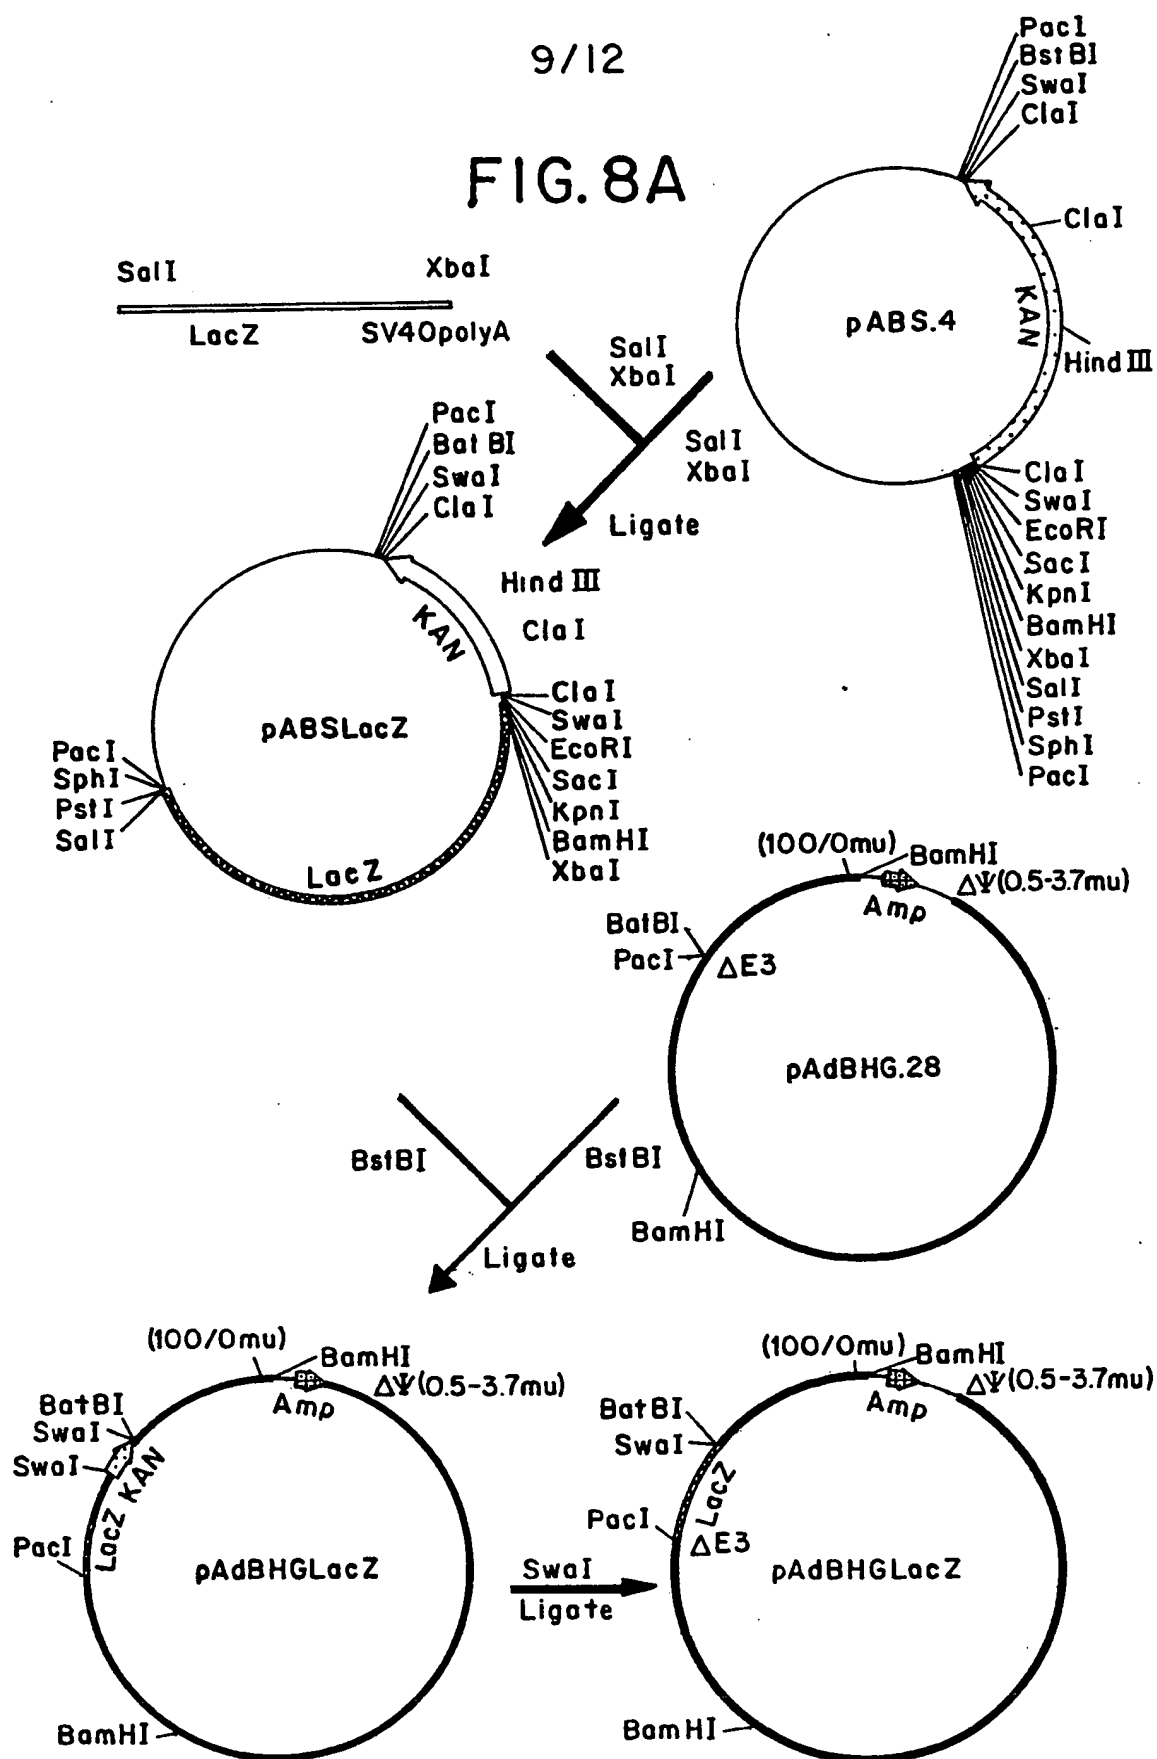 9/12
FIG. 8A
PacI
BstBI
SwaI
ClaI
ClaI
KAN
pABS.4
HindIII
ClaI
SwaI
EcoRI
SacI
KpnI
BamHI
XbaI
SalI
PstI
SphI
PacI
SalI
XbaI
LacZ
SV40polyA
SalI
XbaI
SalI
XbaI
Ligate
PacI
BatBI
SwaI
ClaI
HindIII
KAN
ClaI
pABSLacZ
ClaI
SwaI
EcoRI
SacI
KpnI
BamHI
XbaI
PacI
SphI
PstI
SalI
LacZ
(100/0mu)
BamHI
ΔΨ(0.5-3.7mu)
Amp
BatBI
PacI
ΔE3
pAdBHG.28
BamHI
BstBI
BstBI
Ligate
(100/0mu)
BamHI
ΔΨ(0.5-3.7mu)
Amp
BatBI
SwaI
SwaI
KAN
LacZ
PacI
pAdBHGLacZ
BamHI
SwaI
Ligate
(100/0mu)
BamHI
ΔΨ(0.5-3.7mu)
Amp
BatBI
SwaI
LacZ
PacI
ΔE3
pAdBHGLacZ
BamHI